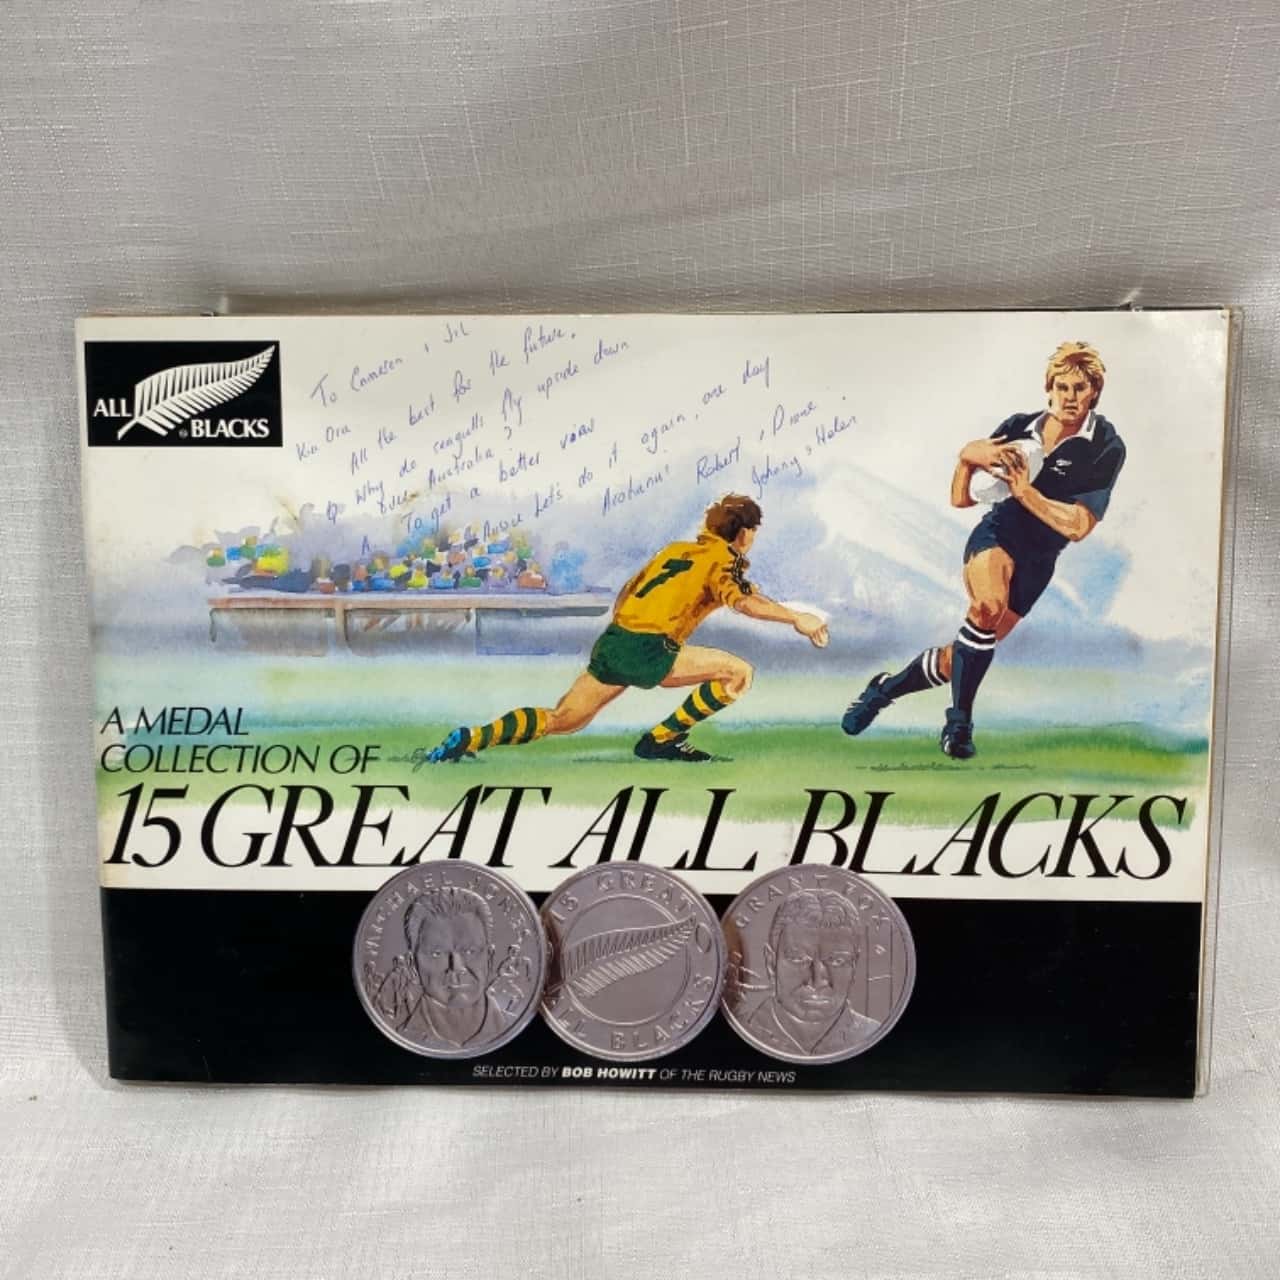 ALL BLACKS
To Cameron & Jil
Kia Ora
All the best for the future.
Q Why do seagulls fly upside down
over Australia?
A To get a better view
Let's do it again, one day
Robert & Diane.
Johnny & Helen
7
A MEDAL
COLLECTION OF
15 GREAT ALL BLACKS
MICHAEL JONES
15 GREAT
ALL BLACKS
GRANT FOX
SELECTED BY BOB HOWITT OF THE RUGBY NEWS